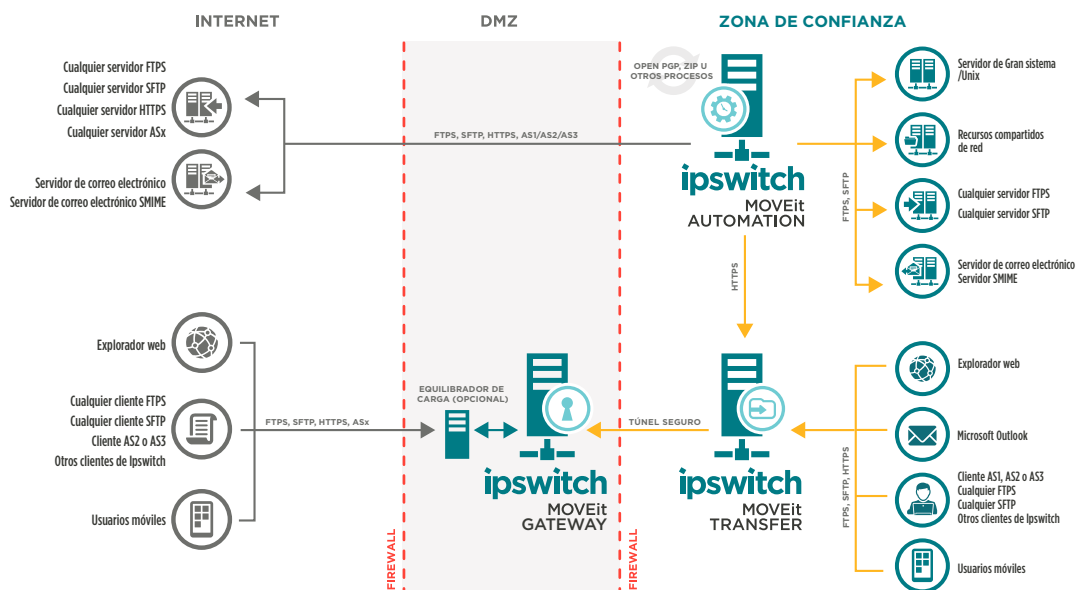 INTERNET
DMZ
ZONA DE CONFIANZA
Cualquier servidor FTPS
Cualquier servidor SFTP
Cualquier servidor HTTPS
Cualquier servidor ASx
Servidor de correo electrónico
Servidor de correo electrónico SMIME
FTPS, SFTP, HTTPS, AS1/AS2/AS3
OPEN PGP, ZIP U
OTROS PROCESOS
ipswitch
MOVEit
AUTOMATION
FTPS, SFTP
Servidor de Gran sistema
/Unix
Recursos compartidos
de red
Cualquier servidor FTPS
Cualquier servidor SFTP
Servidor de correo electrónico
Servidor SMIME
HTTPS
Explorador web
Cualquier cliente FTPS
Cualquier cliente SFTP
Cliente AS2 o AS3
Otros clientes de Ipswitch
Usuarios móviles
FTPS, SFTP, HTTPS, ASx
EQUILIBRADOR DE
CARGA (OPCIONAL)
ipswitch
MOVEit
GATEWAY
TÚNEL SEGURO
ipswitch
MOVEit
TRANSFER
FTPS, SFTP, HTTPS
Explorador web
Microsoft Outlook
Cliente AS1, AS2 o AS3
Cualquier FTPS
Cualquier SFTP
Otros clientes de Ipswitch
Usuarios móviles
FIREWALL
FIREWALL